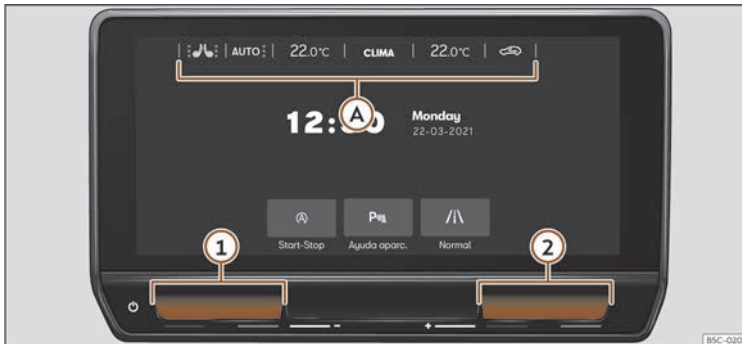 AUTO 22.0°C CLIMA 22.0°C
A
12: 0 Monday
22-03-2021
P
Start-Stop Ayuda aparc. Normal
1 2
- +
B5C-020